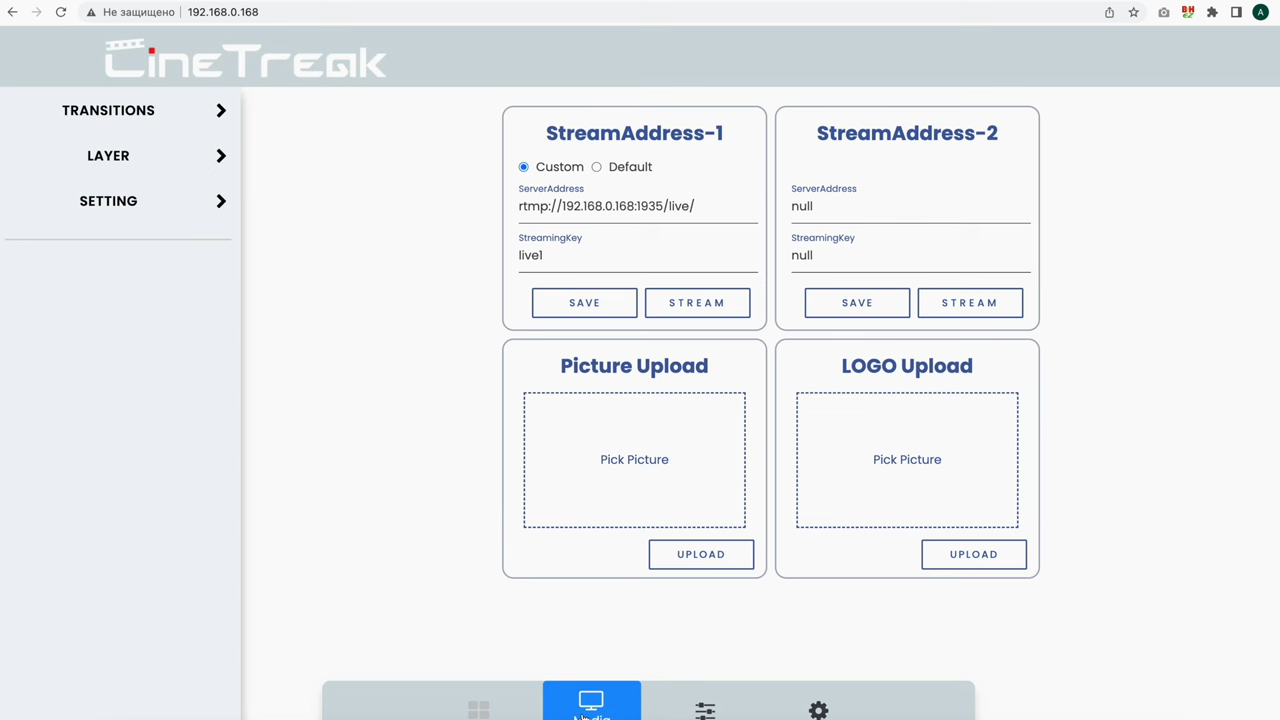 Не защищено
192.168.0.168
BH
A
CineTreak
TRANSITIONS
LAYER
SETTING
StreamAddress-1
Custom
Default
ServerAddress
rtmp://192.168.0.168:1935/live/
StreamingKey
live1
SAVE
STREAM
StreamAddress-2
ServerAddress
null
StreamingKey
null
SAVE
STREAM
Picture Upload
Pick Picture
UPLOAD
LOGO Upload
Pick Picture
UPLOAD
Media